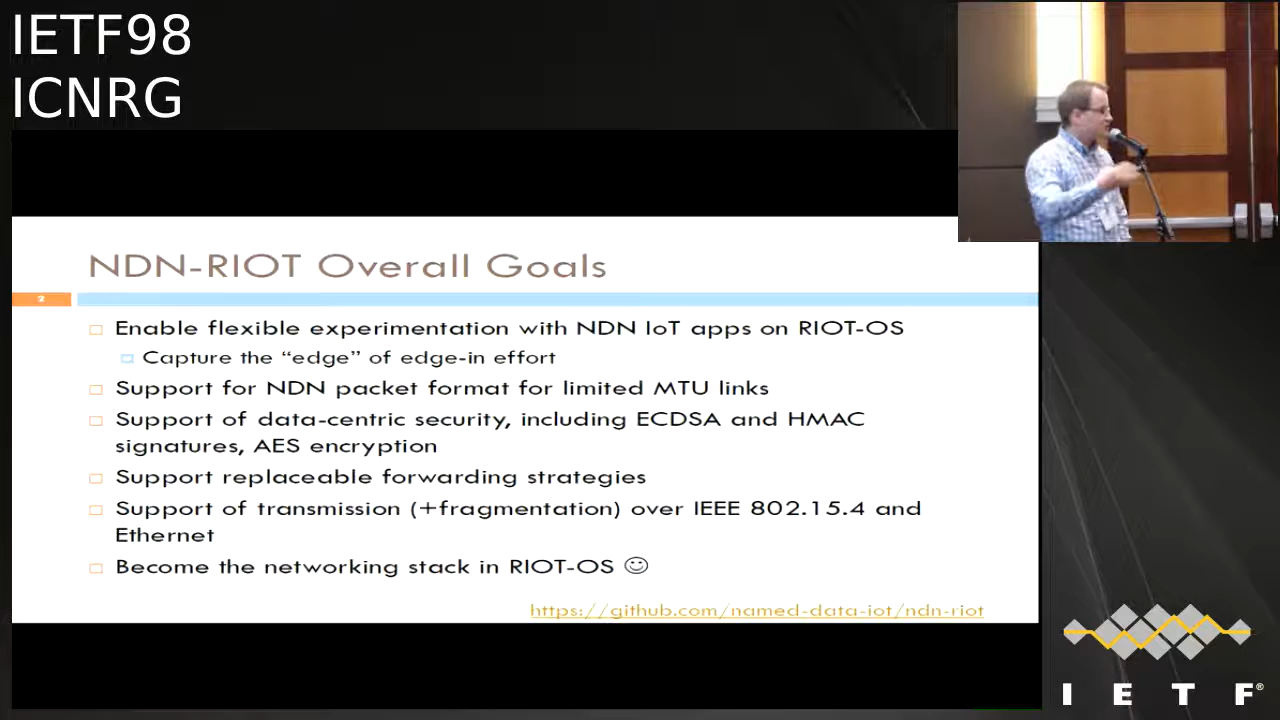 IETF98
ICNRG
NDN-RIOT Overall Goals
2
Enable flexible experimentation with NDN IoT apps on RIOT-OS
Capture the “edge” of edge-in effort
Support for NDN packet format for limited MTU links
Support of data-centric security, including ECDSA and HMAC
signatures, AES encryption
Support replaceable forwarding strategies
Support of transmission (+fragmentation) over IEEE 802.15.4 and
Ethernet
Become the networking stack in RIOT-OS ☺
https://github.com/named-data-iot/ndn-riot
I E T F®